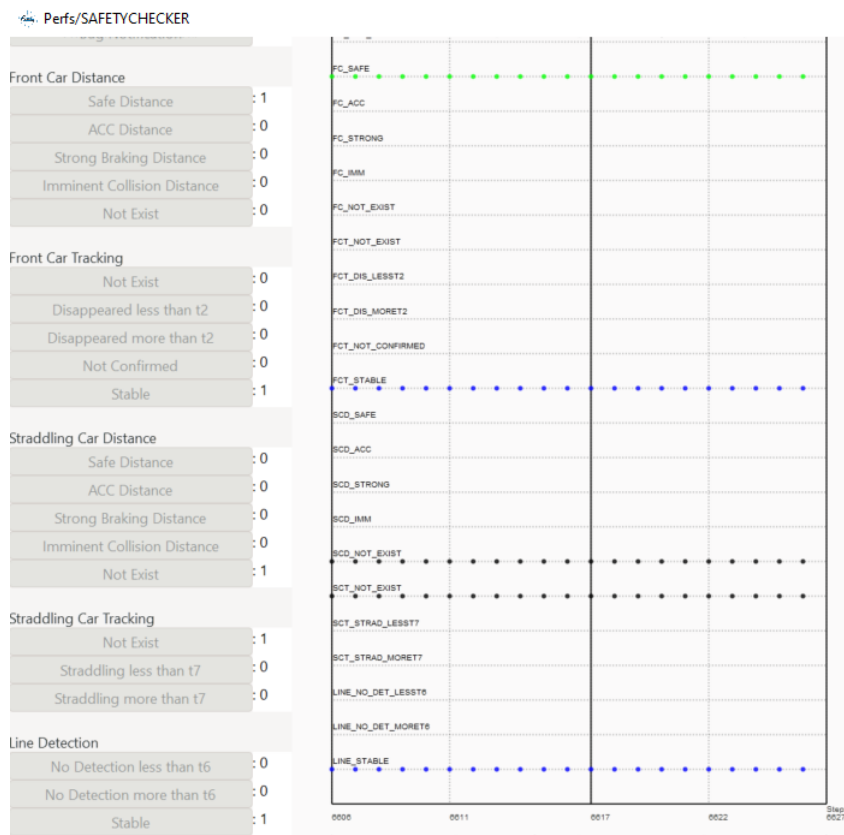 Perfs/SAFETYCHECKER
Front Car Distance
Safe Distance : 1
ACC Distance : 0
Strong Braking Distance : 0
Imminent Collision Distance : 0
Not Exist : 0
Front Car Tracking
Not Exist : 0
Disappeared less than t2 : 0
Disappeared more than t2 : 0
Not Confirmed : 0
Stable : 1
Straddling Car Distance
Safe Distance : 0
ACC Distance : 0
Strong Braking Distance : 0
Imminent Collision Distance : 0
Not Exist : 1
Straddling Car Tracking
Not Exist : 1
Straddling less than t7 : 0
Straddling more than t7 : 0
Line Detection
No Detection less than t6 : 0
No Detection more than t6 : 0
Stable : 1
FC_SAFE
FC_ACC
FC_STRONG
FC_IMM
FC_NOT_EXIST
FCT_NOT_EXIST
FCT_DIS_LESST2
FCT_DIS_MORET2
FCT_NOT_CONFIRMED
FCT_STABLE
SCD_SAFE
SCD_ACC
SCD_STRONG
SCD_IMM
SCD_NOT_EXIST
SCT_NOT_EXIST
SCT_STRAD_LESST7
SCT_STRAD_MORET7
LINE_NO_DET_LESST6
LINE_NO_DET_MORET6
LINE_STABLE
Step
6606 6611 6617 6622 6627